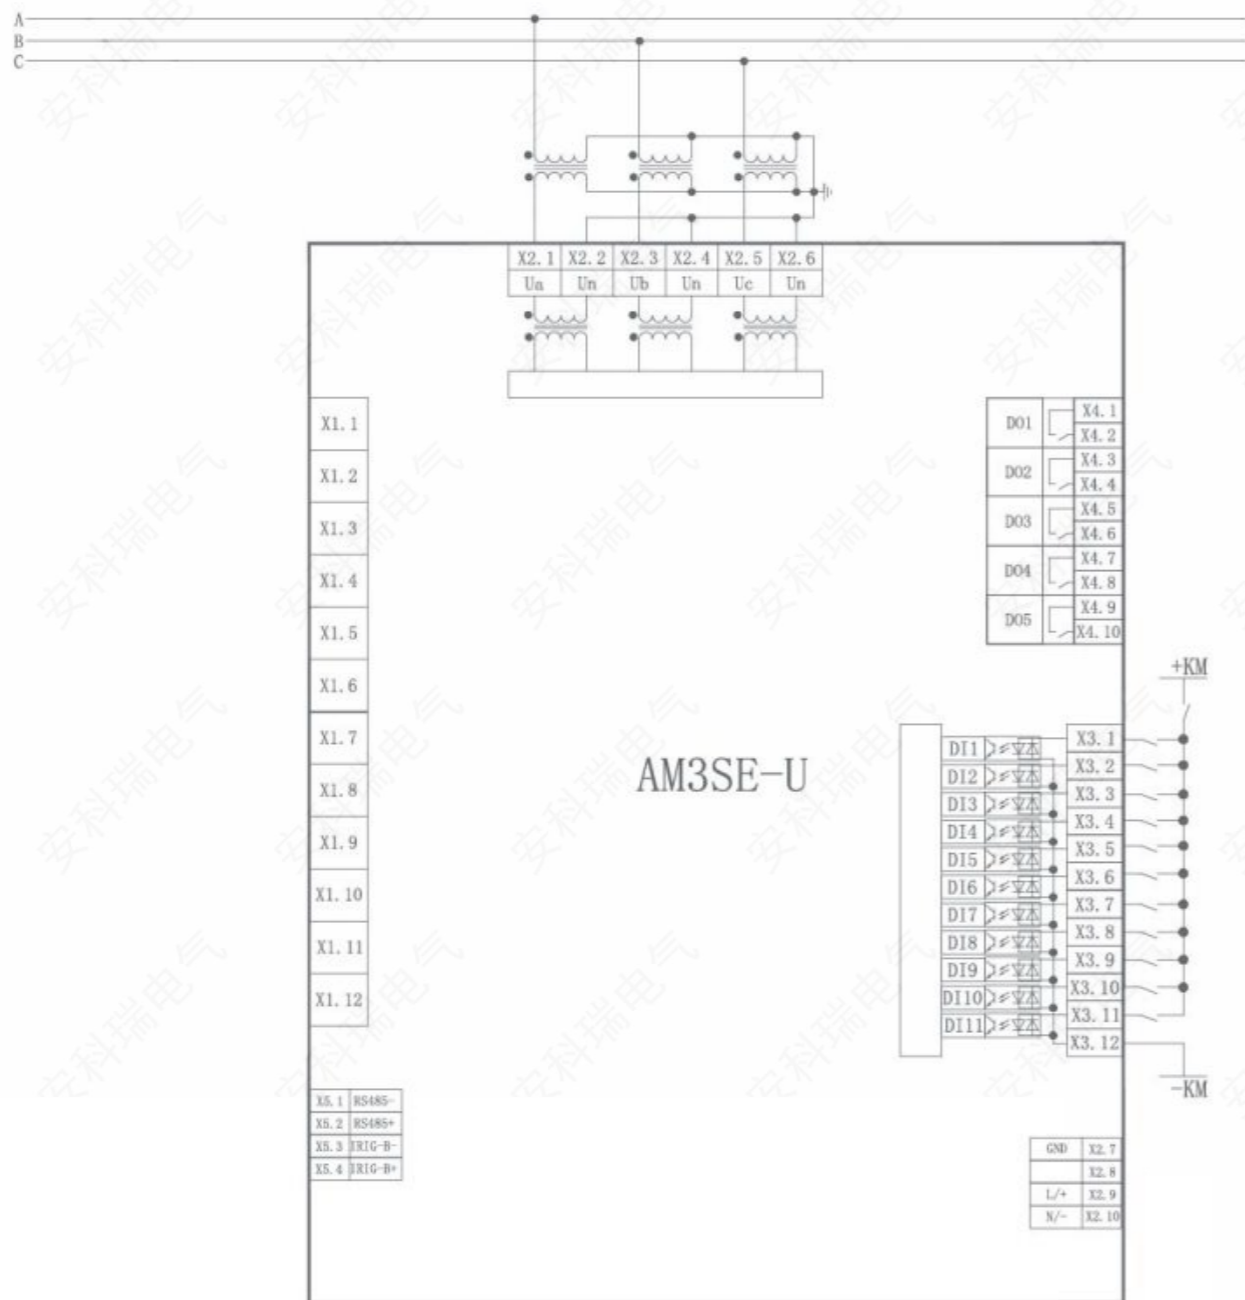 A
B
C
X2.1 X2.2 X2.3 X2.4 X2.5 X2.6
Ua Un Ub Un Uc Un
X1.1
X1.2
X1.3
X1.4
X1.5
X1.6
X1.7
X1.8
X1.9
X1.10
X1.11
X1.12
DO1 X4.1
X4.2
DO2 X4.3
X4.4
DO3 X4.5
X4.6
DO4 X4.7
X4.8
DO5 X4.9
X4.10
+KM
AM3SE-U
DI1 X3.1
DI2 X3.2
DI3 X3.3
DI4 X3.4
DI5 X3.5
DI6 X3.6
DI7 X3.7
DI8 X3.8
DI9 X3.9
DI10 X3.10
DI11 X3.11
X3.12
-KM
X5.1 RS485-
X5.2 RS485+
X5.3 IRIG-B-
X5.4 IRIG-B+
GND X2.7
X2.8
L/+ X2.9
N/- X2.10
安科瑞电气